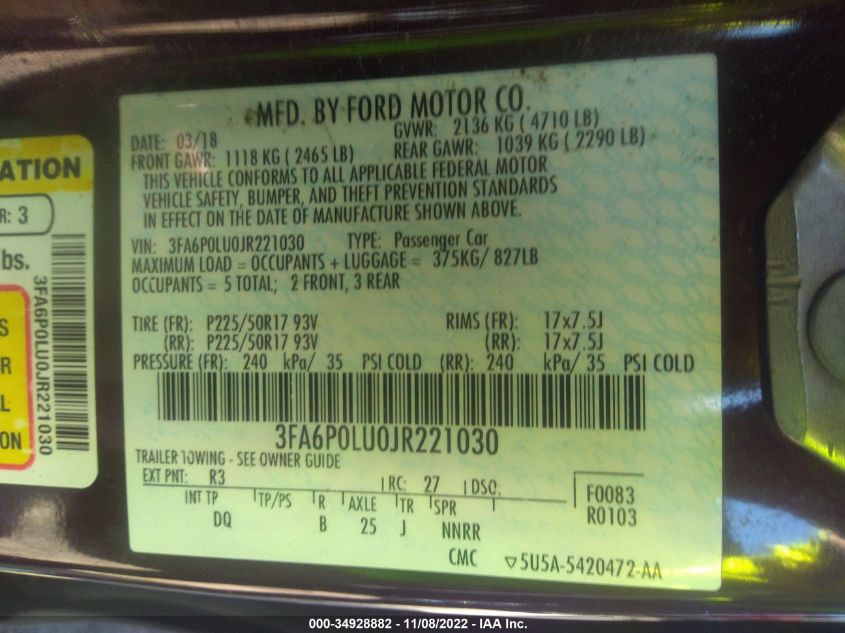 MFD. BY FORD MOTOR CO.
DATE: 03/18 GVWR: 2136 KG ( 4710 LB)
FRONT GAWR: 1118 KG ( 2465 LB) REAR GAWR: 1039 KG ( 2290 LB)
THIS VEHICLE CONFORMS TO ALL APPLICABLE FEDERAL MOTOR
VEHICLE SAFETY, BUMPER, AND THEFT PREVENTION STANDARDS
IN EFFECT ON THE DATE OF MANUFACTURE SHOWN ABOVE.
VIN: 3FA6P0LU0JR221030 TYPE: Passenger Car
MAXIMUM LOAD = OCCUPANTS + LUGGAGE = 375KG/ 827LB
OCCUPANTS = 5 TOTAL; 2 FRONT, 3 REAR
TIRE (FR): P225/50R17 93V RIMS (FR): 17x7.5J
(RR): P225/50R17 93V (RR): 17x7.5J
PRESSURE (FR): 240 kPa/ 35 PSI COLD (RR): 240 kPa/ 35 PSI COLD
3FA6P0LU0JR221030
TRAILER TOWING - SEE OWNER GUIDE
EXT PNT: R3 RC: 27 DSO:
INT TP TP/PS R AXLE TR SPR
DQ B 25 J NNRR
CMC
F0083
R0103
▽5U5A-5420472-AA
ATION
R: 3
bs.
S
R
L
ON
3FA6P0LU0JR221030
000-34928882 - 11/08/2022 - IAA Inc.